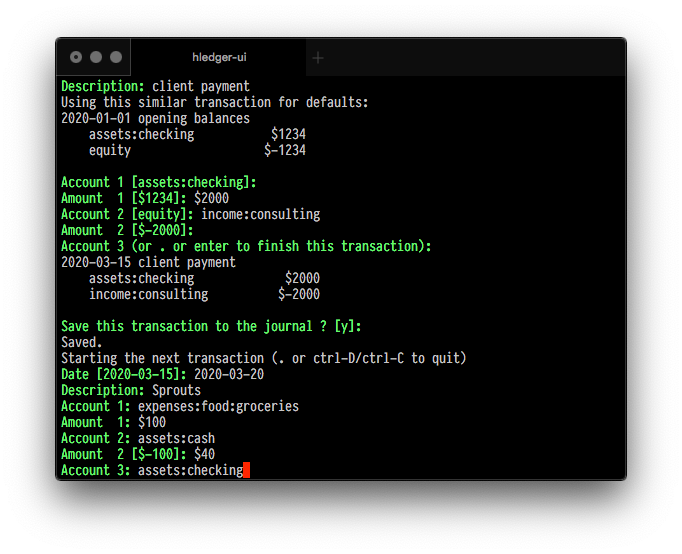 hledger-ui
Description: client payment
Using this similar transaction for defaults:
2020-01-01 opening balances
    assets:checking           $1234
    equity                   $-1234
Account 1 [assets:checking]:
Amount  1 [$1234]: $2000
Account 2 [equity]: income:consulting
Amount  2 [$-2000]:
Account 3 (or . or enter to finish this transaction):
2020-03-15 client payment
    assets:checking             $2000
    income:consulting          $-2000
Save this transaction to the journal ? [y]:
Saved.
Starting the next transaction (. or ctrl-D/ctrl-C to quit)
Date [2020-03-15]: 2020-03-20
Description: Sprouts
Account 1: expenses:food:groceries
Amount  1: $100
Account 2: assets:cash
Amount  2 [$-100]: $40
Account 3: assets:checking